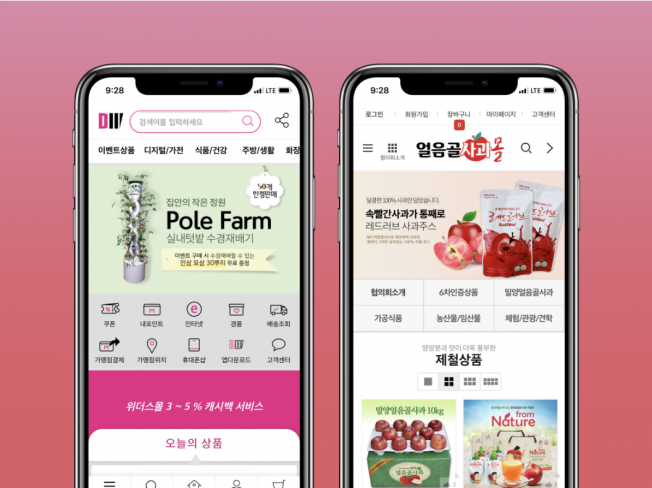 9:28
LTE
DW
검색어를 입력하세요
이벤트상품 디지털/가전 식품/건강 주방/생활 화장
집안의 작은 정원
Pole Farm
실내텃밭 수경재배기
이벤트 구매 시 수경재배할 수 있는
인삼 모삼 30뿌리 무료 증정
50개
한정판매
쿠폰 내포인트 인터넷 경품 배송조회
가맹점결제 가맹점위치 휴대폰샵 앱다운로드 고객센터
위더스몰 3 ~ 5 % 캐시백 서비스
오늘의 상품
9:28
LTE
로그인 회원가입 장바구니 마이페이지 고객센터
0
협의회소개
얼음골사과몰
달콤한 100% 사과만 담았습니다.
속빨간사과가 통째로
레드러브 사과주스
레드러브
협의회소개 6차인증상품 밀양얼음골사과
가공식품 농산물/임산물 체험/관광/견학
영양분과 맛이 더욱 풍부한
제철상품
밀양얼음골사과 10kg
얼음골사과
from
Nature
from
Nature